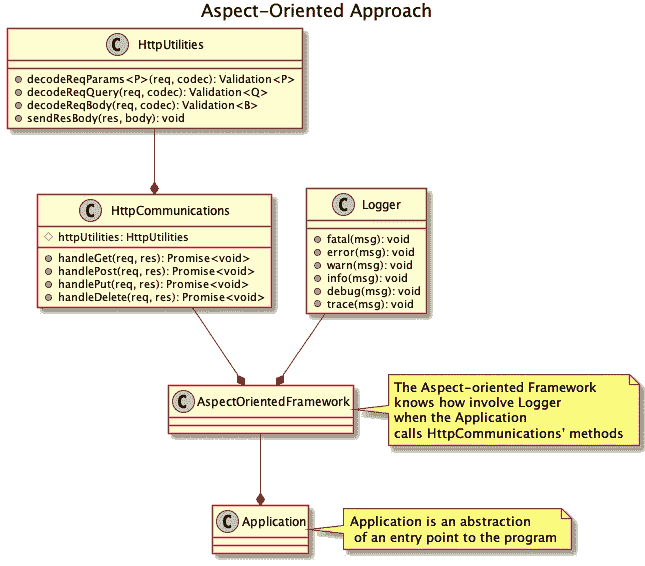 Aspect-Oriented Approach
C HttpUtilities
decodeReqParams<P>(req, codec): Validation<P>
decodeReqQuery(req, codec): Validation<Q>
decodeReqBody(req, codec): Validation<B>
sendResBody(res, body): void
C HttpCommunications
httpUtilities: HttpUtilities
handleGet(req, res): Promise<void>
handlePost(req, res): Promise<void>
handlePut(req, res): Promise<void>
handleDelete(req, res): Promise<void>
C Logger
fatal(msg): void
error(msg): void
warn(msg): void
info(msg): void
debug(msg): void
trace(msg): void
C AspectOrientedFramework
The Aspect-oriented Framework
knows how involve Logger
when the Application
calls HttpCommunications' methods
C Application
Application is an abstraction
of an entry point to the program